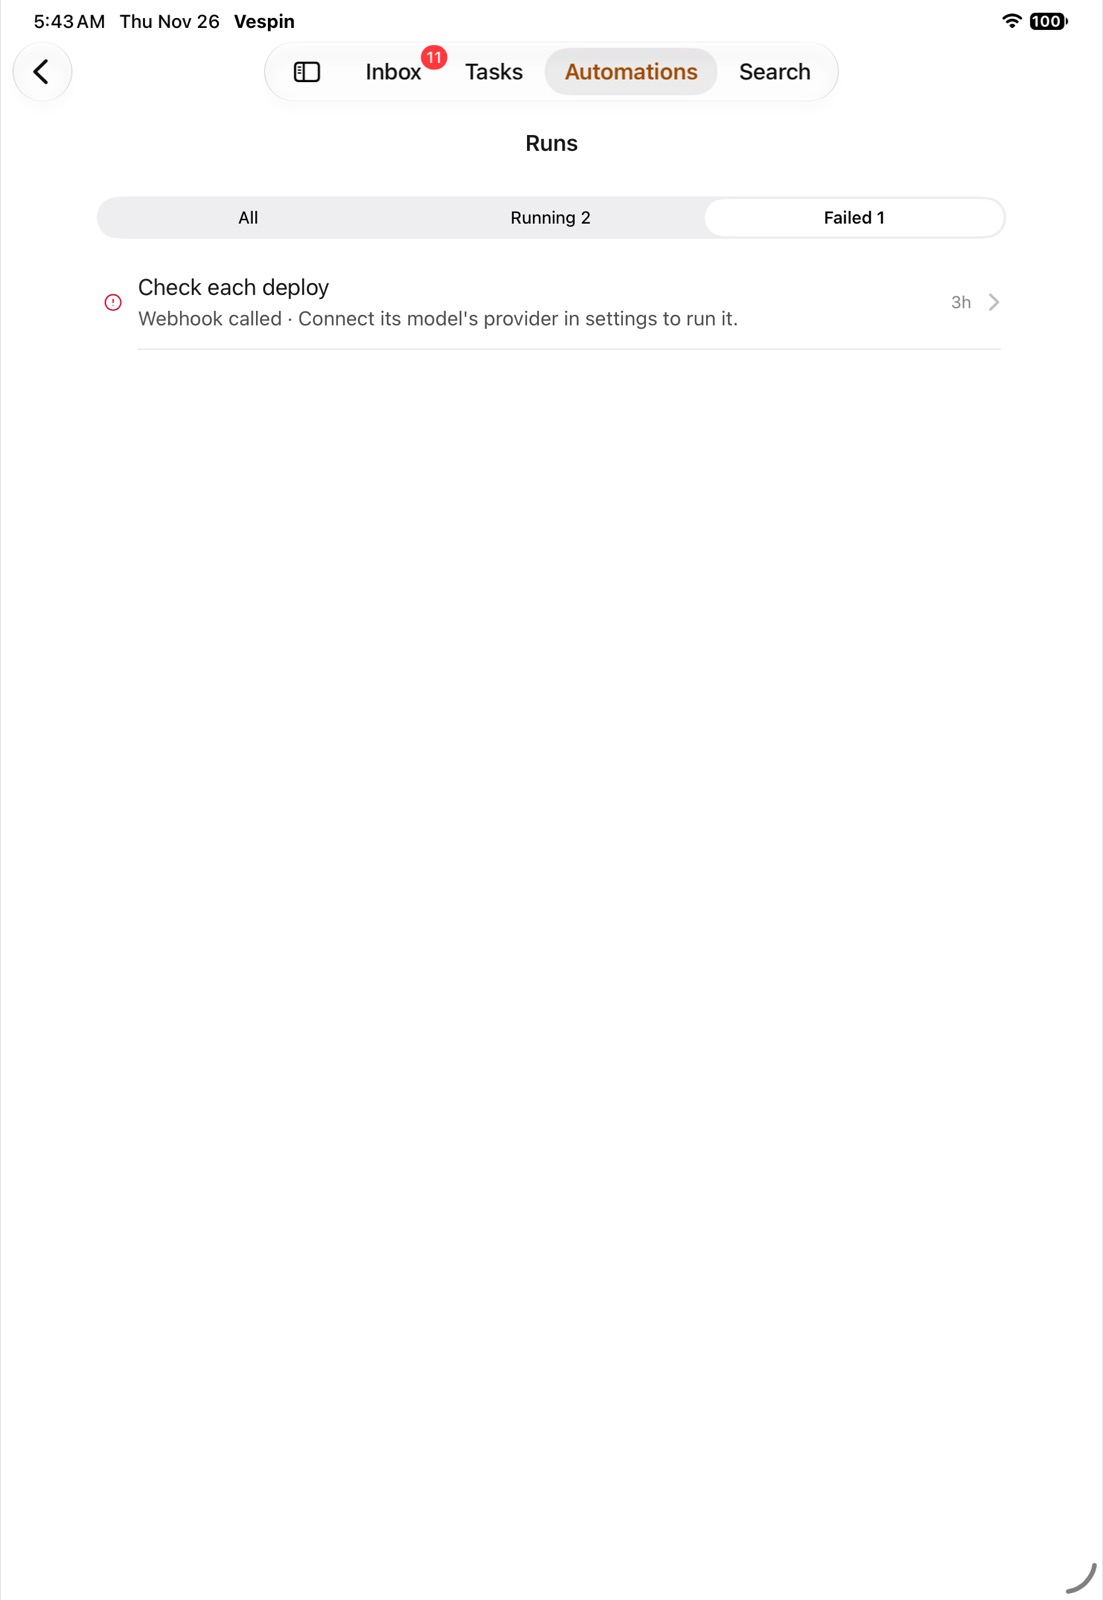 5:43 AM Thu Nov 26 Vespin
100
Inbox 11 Tasks Automations Search
Runs
All Running 2 Failed 1
Check each deploy
Webhook called · Connect its model's provider in settings to run it.
3h